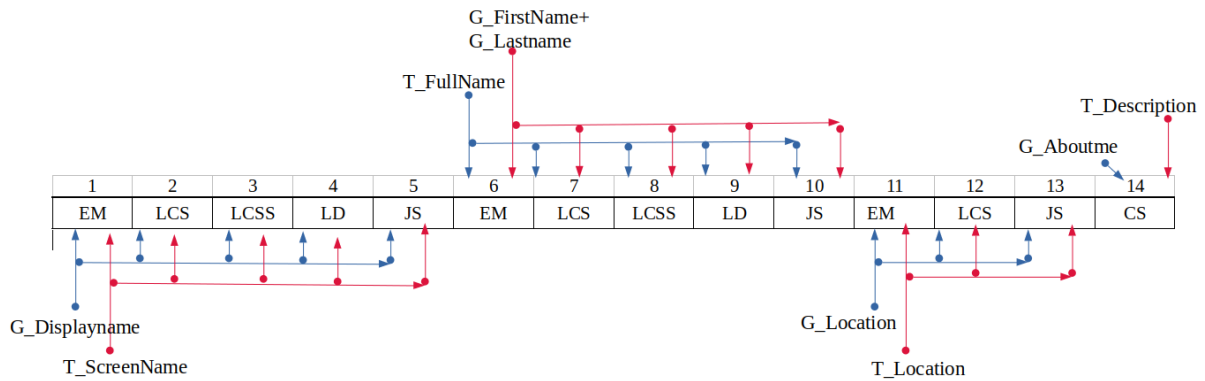 G_FirstName+
G_Lastname
T_FullName
T_Description
G_Aboutme
1 2 3 4 5 6 7 8 9 10 11 12 13 14
EM LCS LCSS LD JS EM LCS LCSS LD JS EM LCS JS CS
G_Displayname
G_Location
T_ScreenName
T_Location